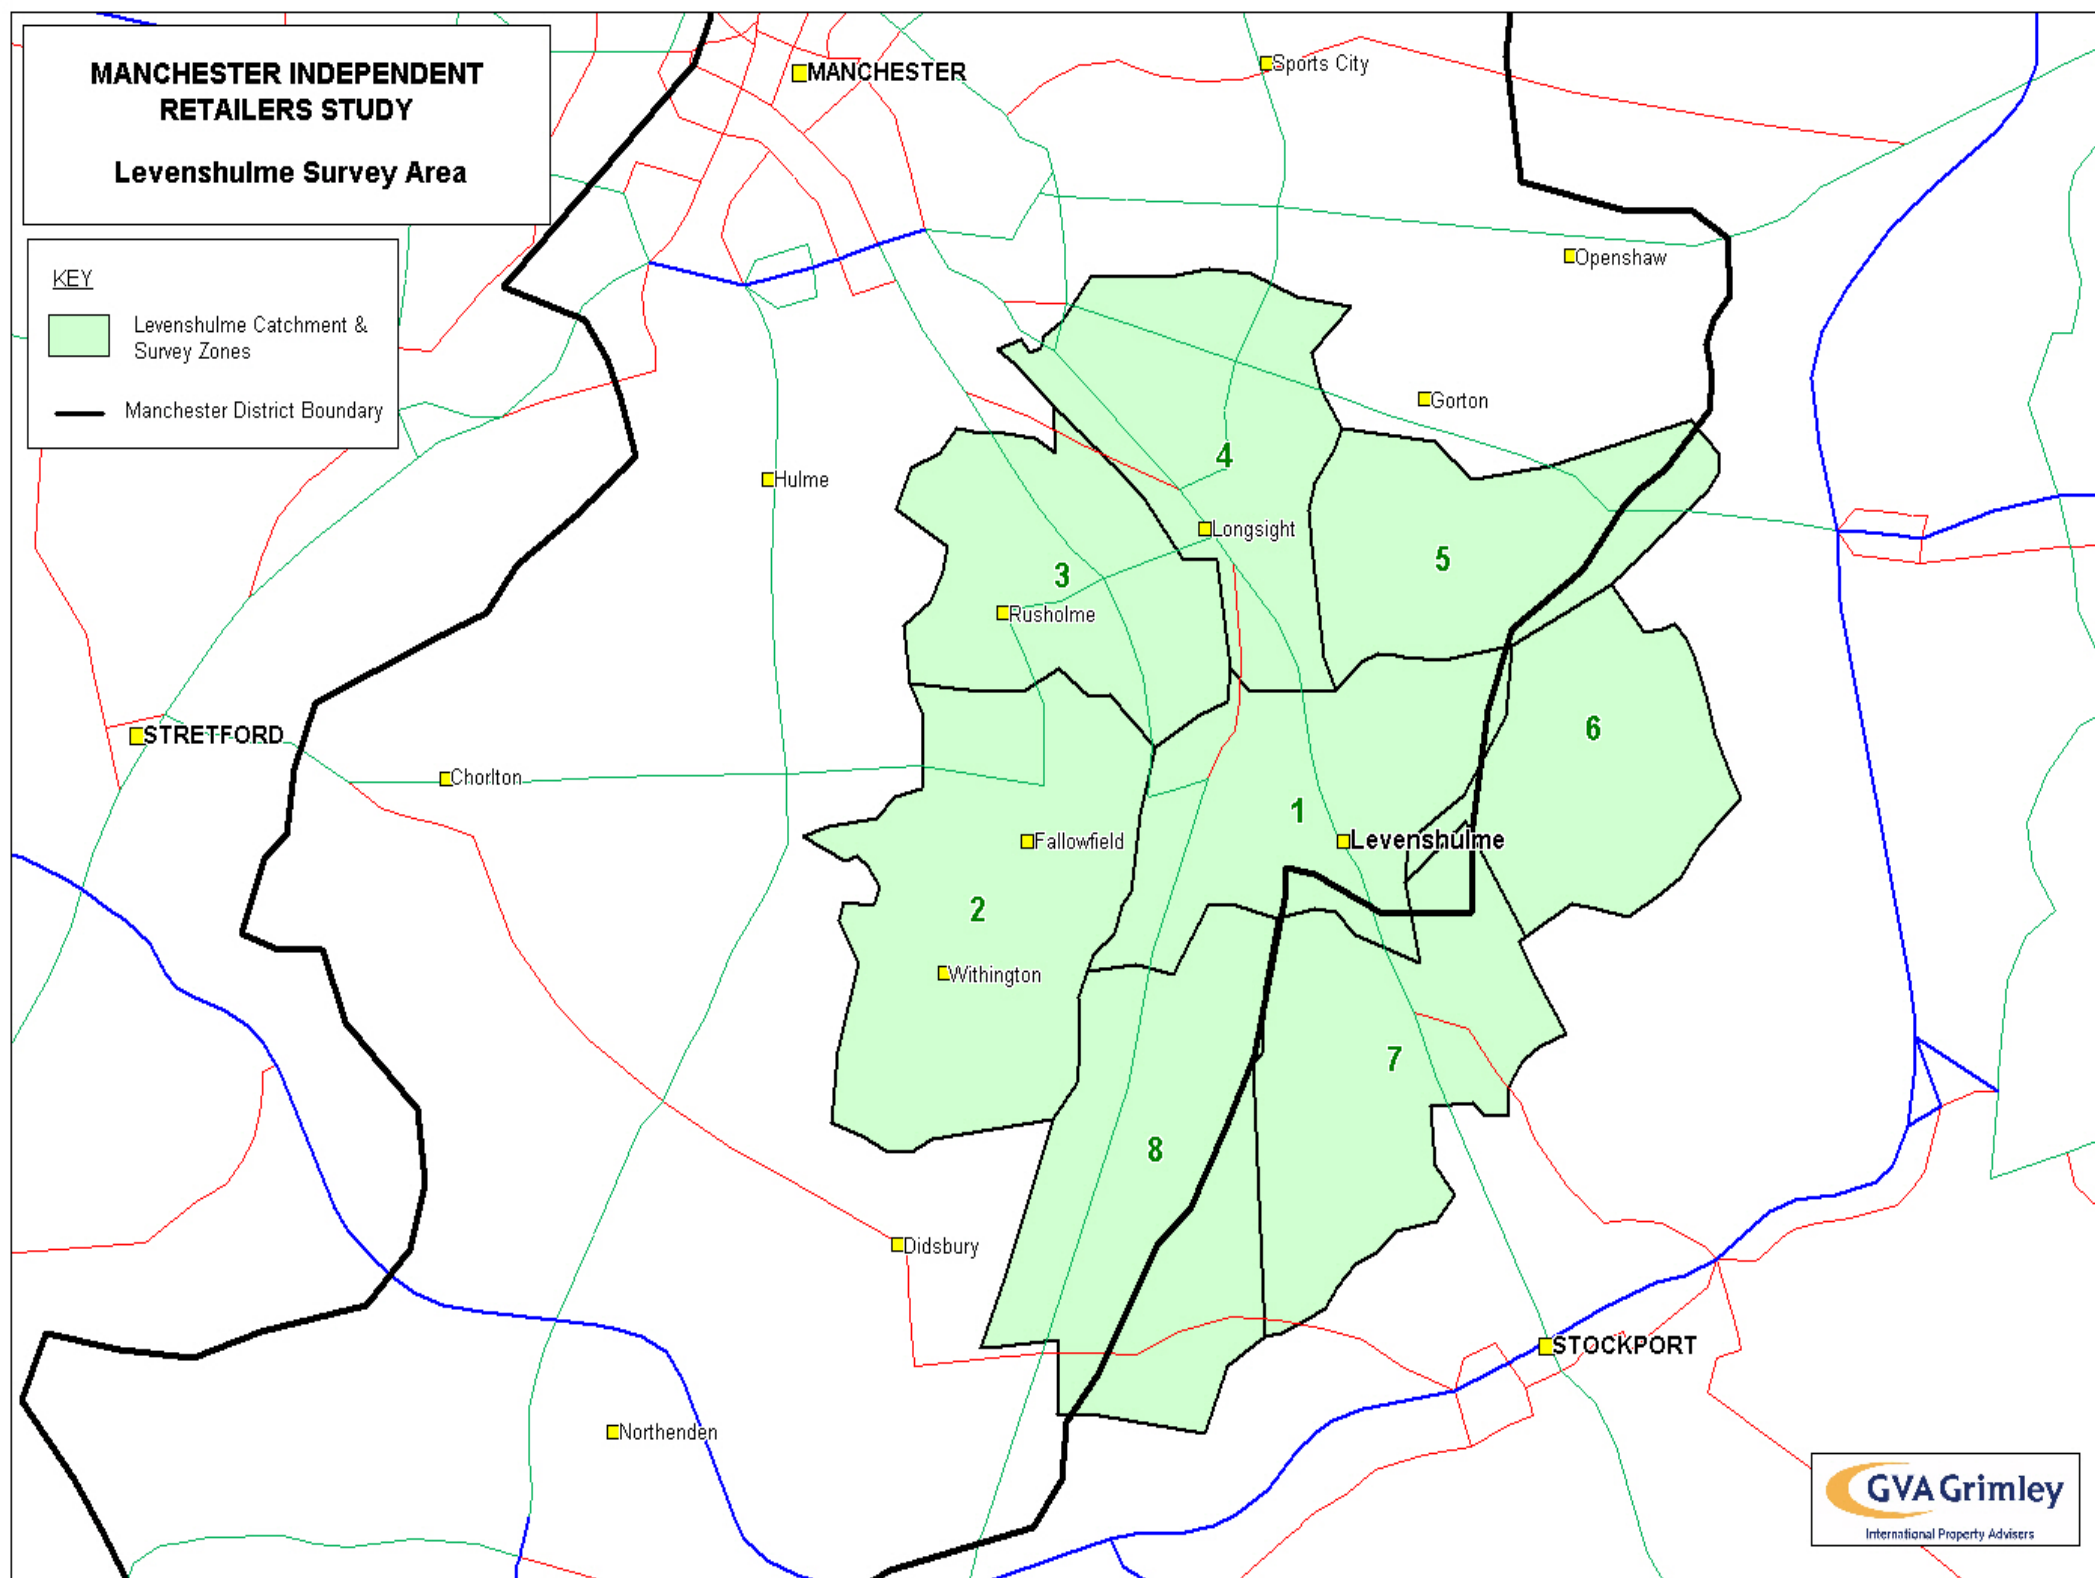 MANCHESTER INDEPENDENT
RETAILERS STUDY
Levenshulme Survey Area
KEY
Levenshulme Catchment &
Survey Zones
Manchester District Boundary
MANCHESTER
Sports City
Openshaw
Gorton
Hulme
4
Longsight
5
3
Rusholme
STRETFORD
6
Chorlton
1
Fallowfield
Levenshulme
2
Withington
7
8
Didsbury
STOCKPORT
Northenden
GVA Grimley
International Property Advisers